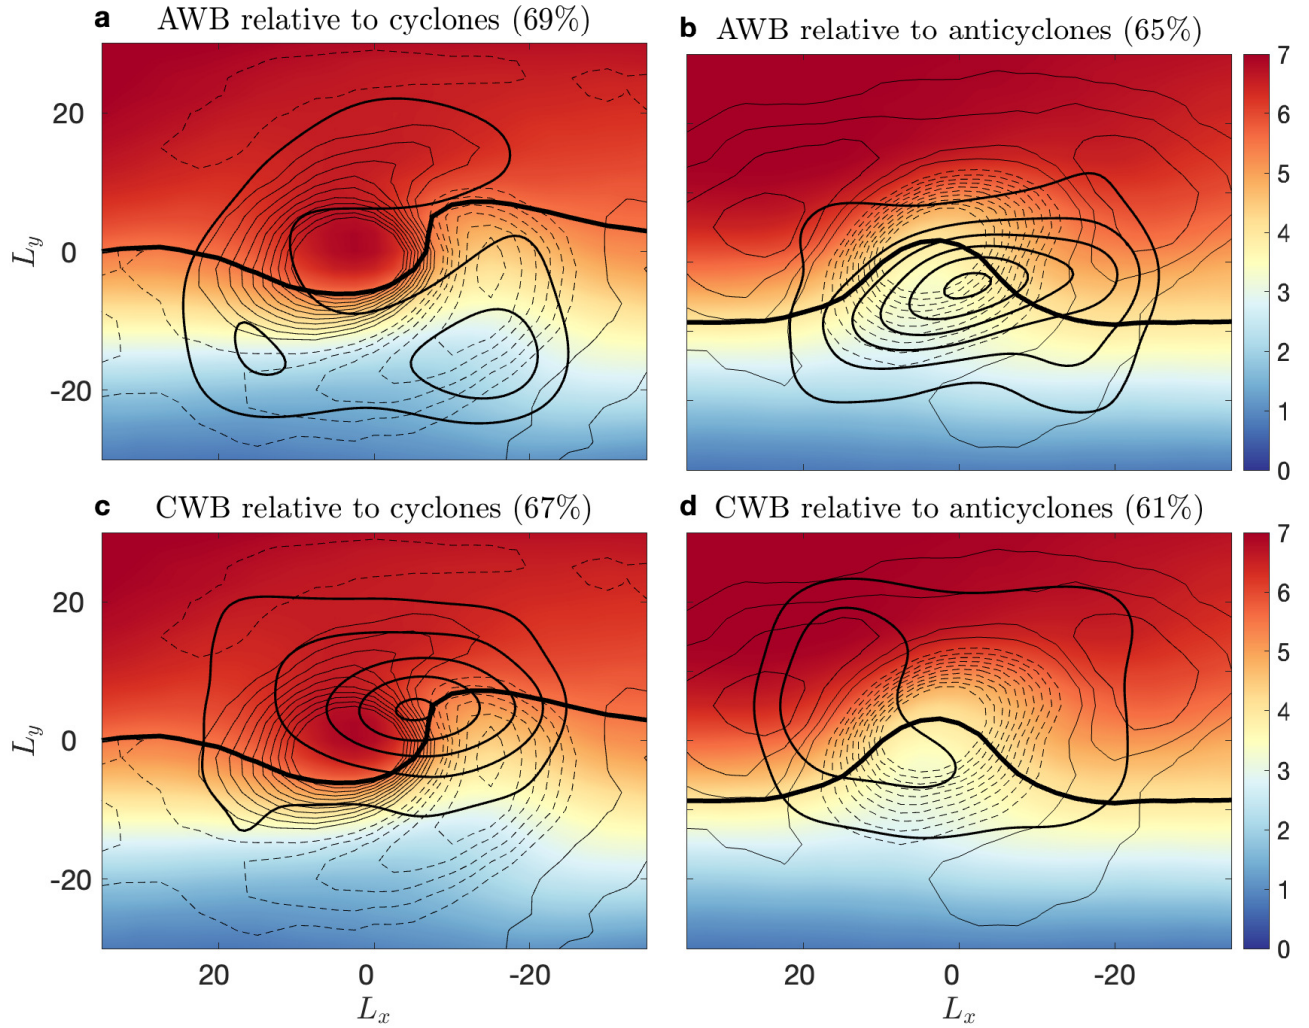 a AWB relative to cyclones (69%)
b AWB relative to anticyclones (65%)
20
0
-20
L_y
7
6
5
4
3
2
1
0
c CWB relative to cyclones (67%)
d CWB relative to anticyclones (61%)
20
0
-20
L_y
20 0 -20
L_x
20 0 -20
L_x
7
6
5
4
3
2
1
0